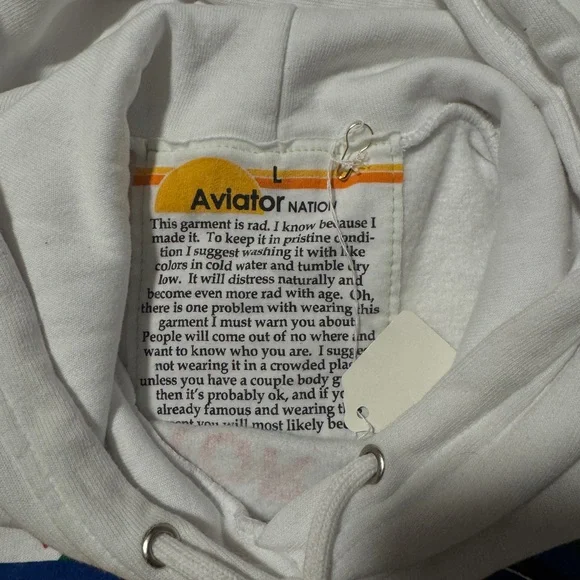 L
Aviator NATION
This garment is rad. I know because I
made it. To keep it in pristine condi-
tion I suggest washing it with like
colors in cold water and tumble dry
low. It will distress naturally and
become even more rad with age. Oh,
there is one problem with wearing this
garment I must warn you about
People will come out of no where and
want to know who you are. I sugge
not wearing it in a crowded plac
unless you have a couple body g
then it's probably ok, and if yo
already famous and wearing th
you will most likely be